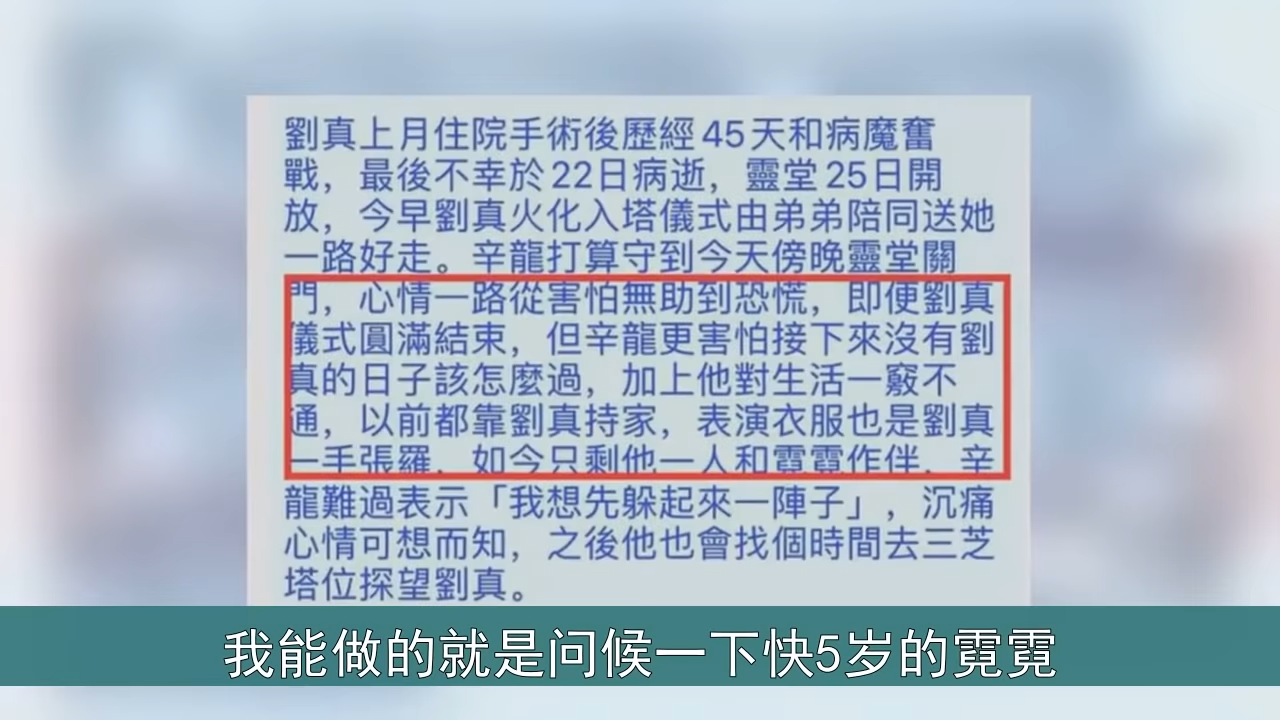 劉真上月住院手術後歷經45天和病魔奮
戰，最後不幸於22日病逝，靈堂25日開
放，今早劉真火化入塔儀式由弟弟陪同送她
一路好走。辛龍打算守到今天傍晚靈堂關
門，心情一路從害怕無助到恐慌，即便劉真
儀式圓滿結束，但辛龍更害怕接下來沒有劉
真的日子該怎麼過，加上他對生活一竅不
通，以前都靠劉真持家，表演衣服也是劉真
一手張羅，如今只剩他一人和霓霓作伴，辛
龍難過表示「我想先躲起來一陣子」，沉痛
心情可想而知，之後他也會找個時間去三芝
塔位探望劉真。
我能做的就是问候一下快5岁的霓霓